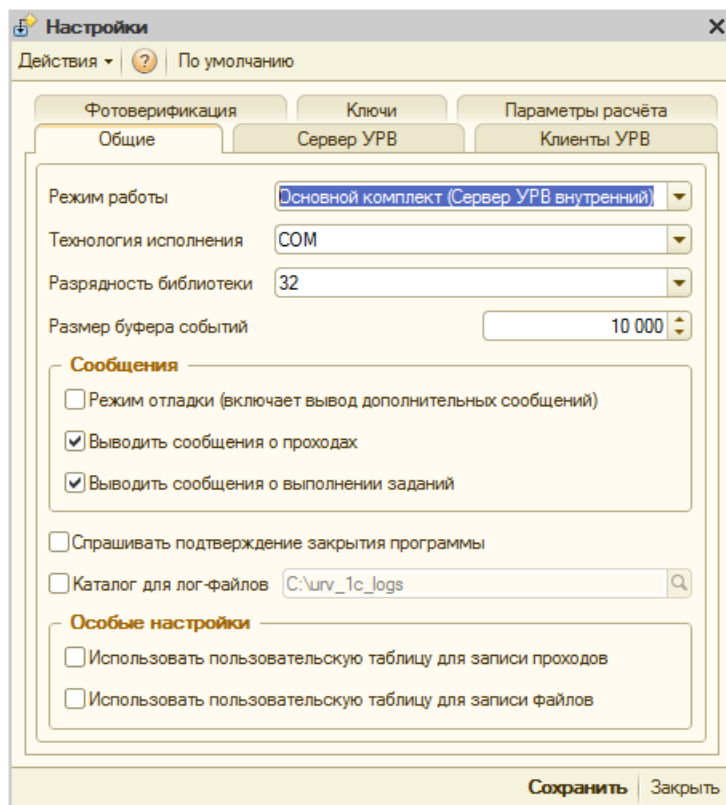 Настройки
Действия ? По умолчанию
Фотоверификация Ключи Параметры расчёта
Общие Сервер УРВ Клиенты УРВ
Режим работы Основной комплект (Сервер УРВ внутренний)
Технология исполнения COM
Разрядность библиотеки 32
Размер буфера событий 10 000
Сообщения
Режим отладки (включает вывод дополнительных сообщений)
Выводить сообщения о проходах
Выводить сообщения о выполнении заданий
Спрашивать подтверждение закрытия программы
Каталог для лог-файлов C:\urv_1c_logs
Особые настройки
Использовать пользовательскую таблицу для записи проходов
Использовать пользовательскую таблицу для записи файлов
Сохранить Закрыть